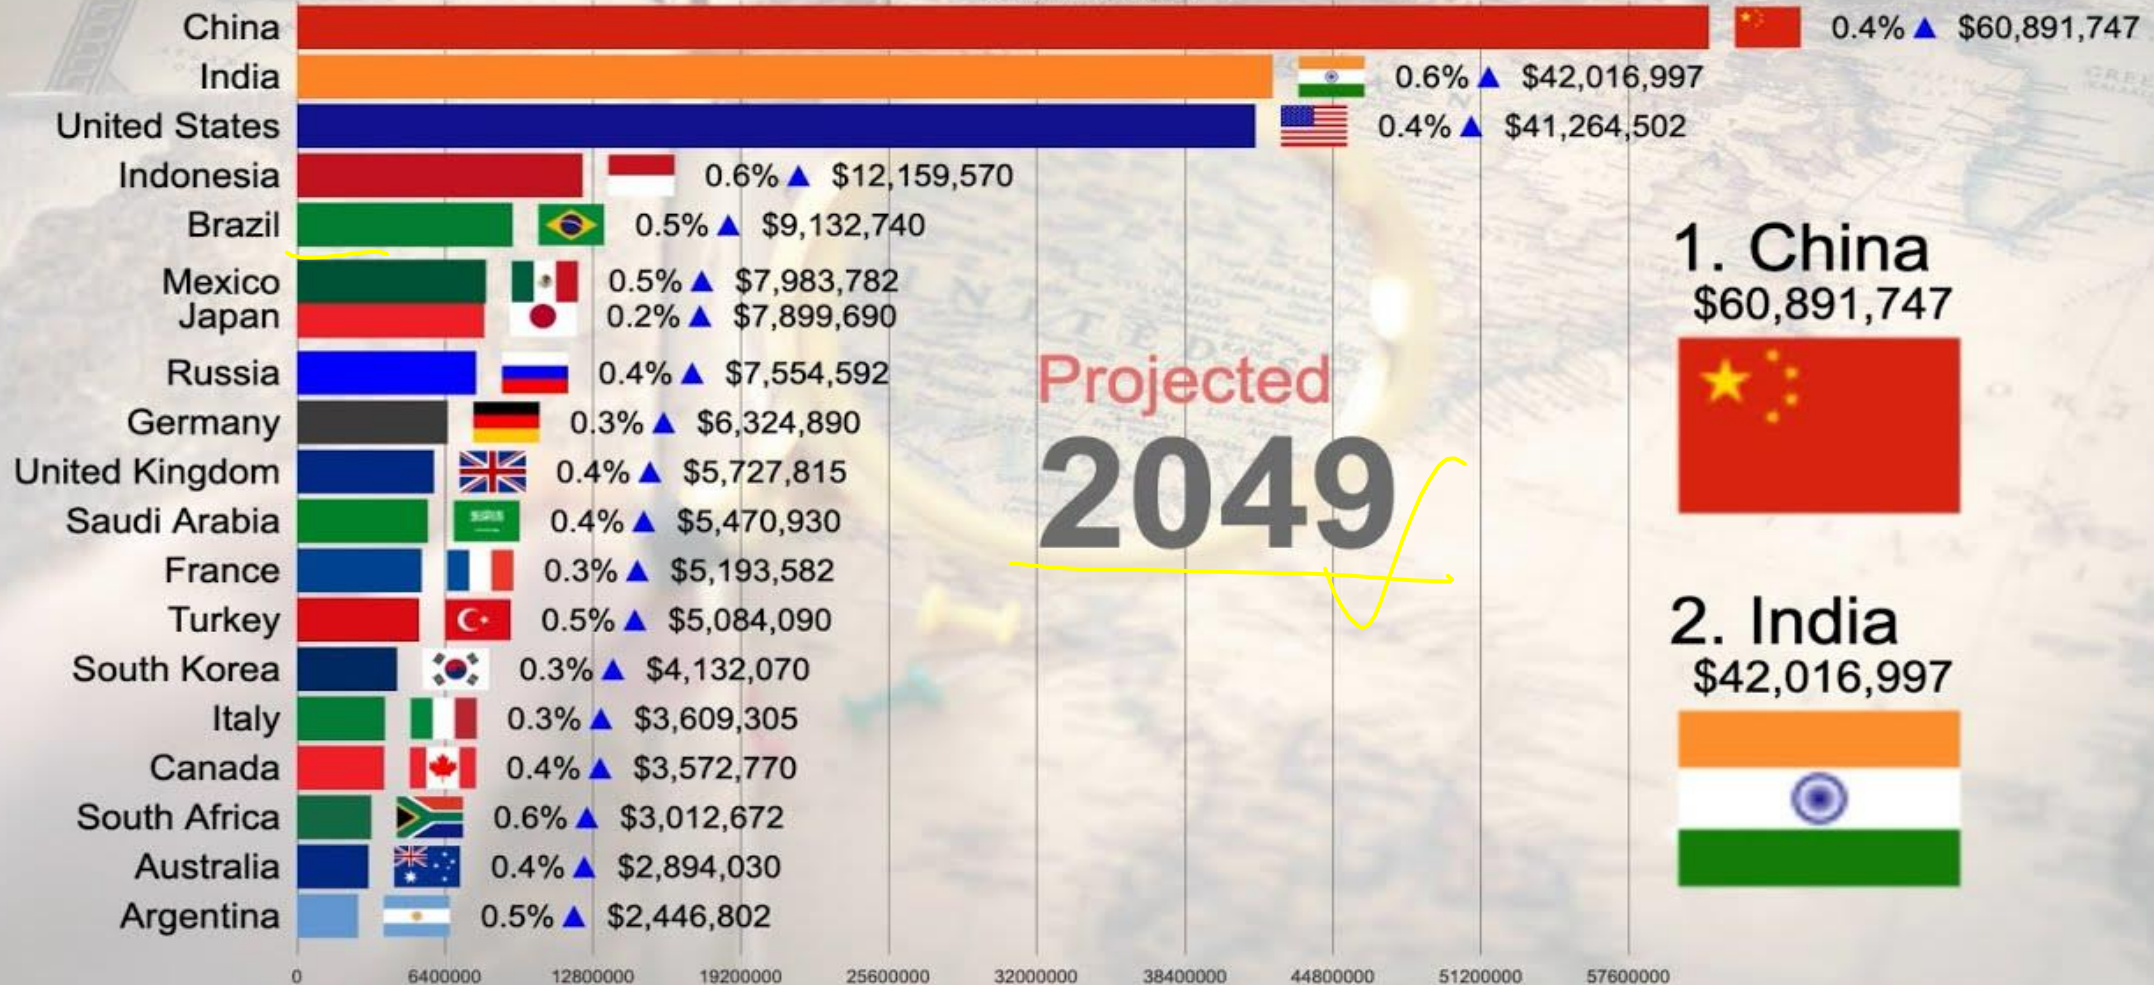 China 0.4% ▲ $60,891,747
India 0.6% ▲ $42,016,997
United States 0.4% ▲ $41,264,502
Indonesia 0.6% ▲ $12,159,570
Brazil 0.5% ▲ $9,132,740
Mexico 0.5% ▲ $7,983,782
Japan 0.2% ▲ $7,899,690
Russia 0.4% ▲ $7,554,592
Germany 0.3% ▲ $6,324,890
United Kingdom 0.4% ▲ $5,727,815
Saudi Arabia 0.4% ▲ $5,470,930
France 0.3% ▲ $5,193,582
Turkey 0.5% ▲ $5,084,090
South Korea 0.3% ▲ $4,132,070
Italy 0.3% ▲ $3,609,305
Canada 0.4% ▲ $3,572,770
South Africa 0.6% ▲ $3,012,672
Australia 0.4% ▲ $2,894,030
Argentina 0.5% ▲ $2,446,802
0 6400000 12800000 19200000 25600000 32000000 38400000 44800000 51200000 57600000
Projected
2049
1. China
$60,891,747
2. India
$42,016,997